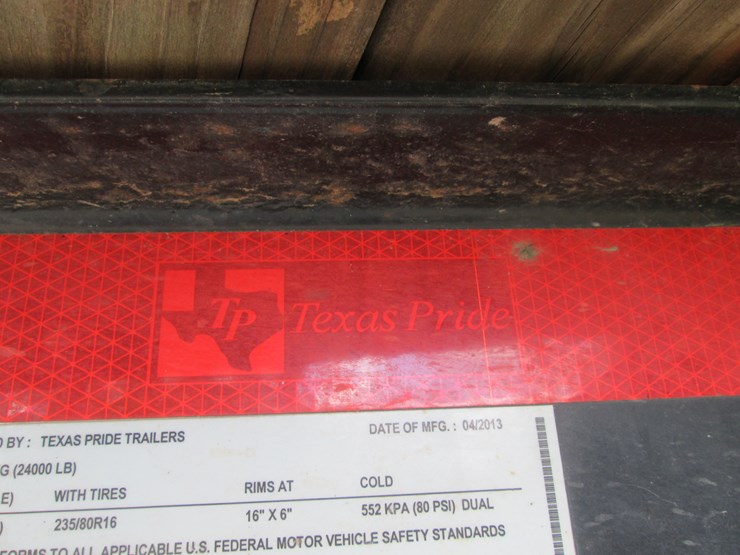 TP Texas Pride
BY: TEXAS PRIDE TRAILERS DATE OF MFG. : 04/2013
G (24000 LB)
E) WITH TIRES RIMS AT COLD
) 235/80R16 16" X 6" 552 KPA (80 PSI) DUAL
FORMS TO ALL APPLICABLE U.S. FEDERAL MOTOR VEHICLE SAFETY STANDARDS